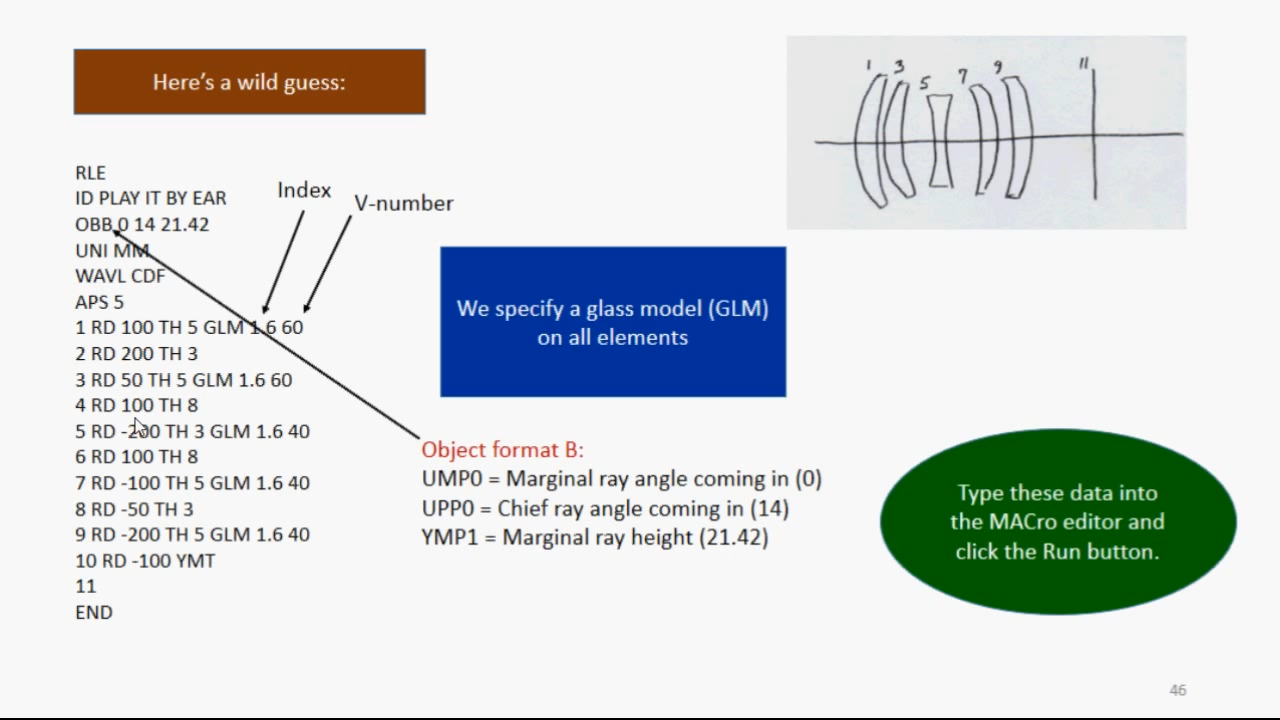 Here's a wild guess:
1 3 5 7 9 11
RLE
ID PLAY IT BY EAR
OBB 0 14 21.42
UNI MM
WAVL CDF
APS 5
1 RD 100 TH 5 GLM 1.6 60
2 RD 200 TH 3
3 RD 50 TH 5 GLM 1.6 60
4 RD 100 TH 8
5 RD -200 TH 3 GLM 1.6 40
6 RD 100 TH 8
7 RD -100 TH 5 GLM 1.6 40
8 RD -50 TH 3
9 RD -200 TH 5 GLM 1.6 40
10 RD -100 YMT
11
END
Index
V-number
We specify a glass model (GLM)
on all elements
Object format B:
UMP0 = Marginal ray angle coming in (0)
UPP0 = Chief ray angle coming in (14)
YMP1 = Marginal ray height (21.42)
Type these data into
the MACro editor and
click the Run button.
46